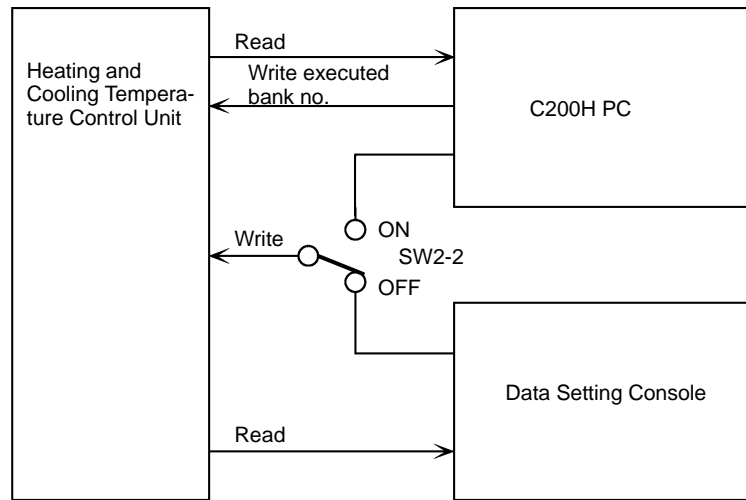 Read
Heating and
Cooling Tempera-
ture Control Unit
Write executed
bank no.
C200H PC
ON
Write
SW2-2
OFF
Data Setting Console
Read